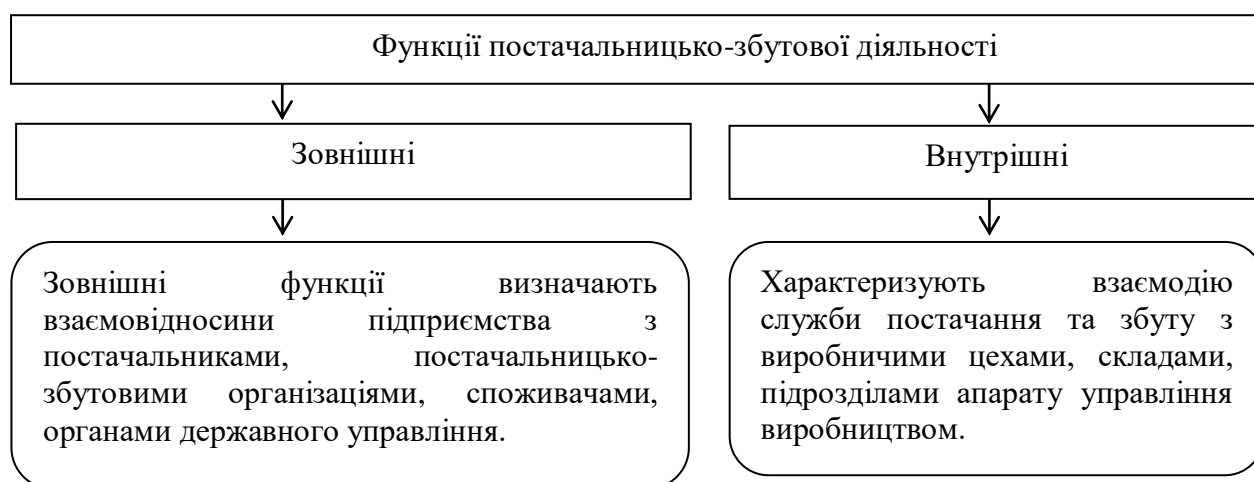 Функції постачальницько-збутової діяльності
Зовнішні
Внутрішні
Зовнішні функції визначають
взаємовідносини підприємства з
постачальниками, постачальницько-
збутовими організаціями, споживачами,
органами державного управління.
Характеризують взаємодію
служби постачання та збуту з
виробничими цехами, складами,
підрозділами апарату управління
виробництвом.